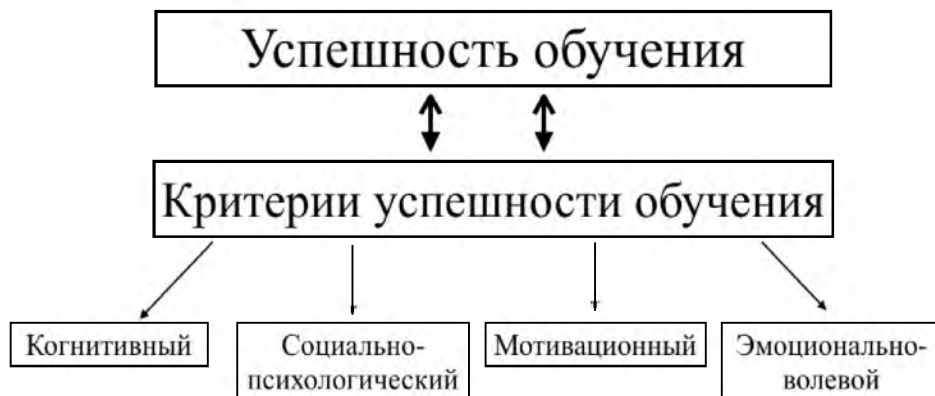 Успешность обучения
Критерии успешности обучения
Когнитивный
Социально-
психологический
Мотивационный
Эмоционально-
волевой